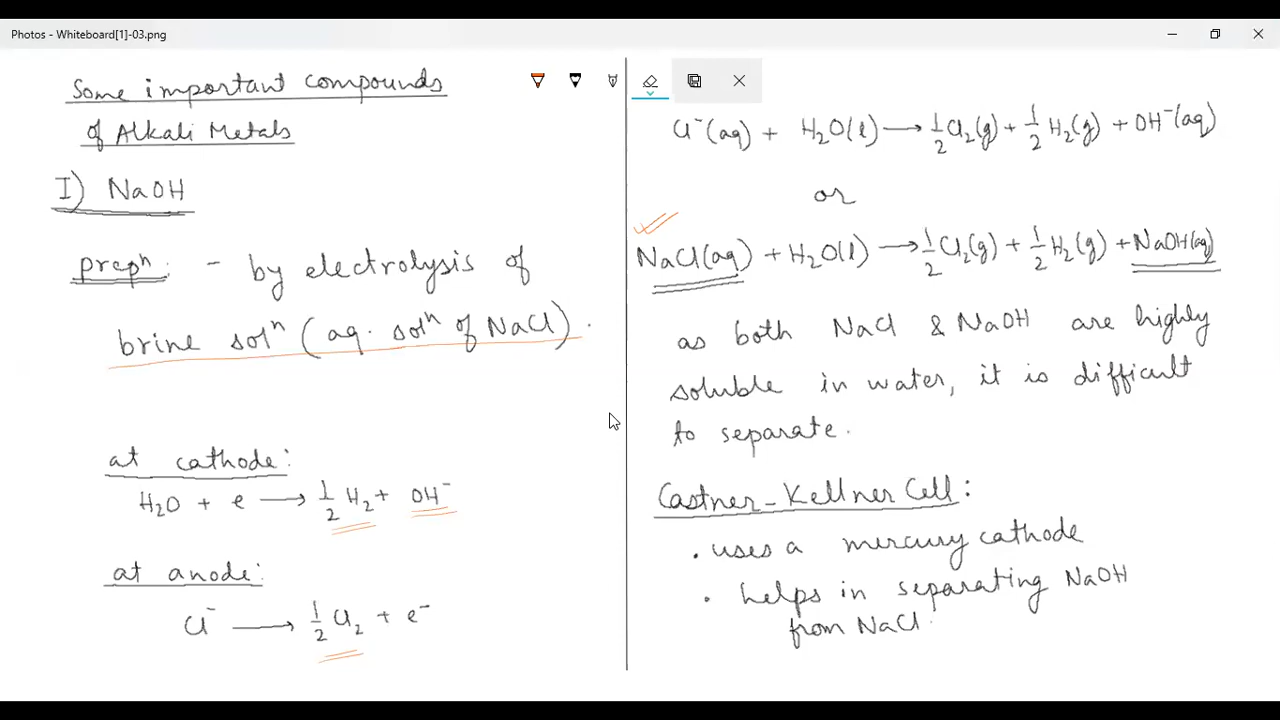 Photos - Whiteboard[1]-03.png
Some important compounds
of Alkali Metals
I) NaOH
prepⁿ: - by electrolysis of
brine solⁿ (aq. solⁿ of NaCl).
at cathode:
H₂O + e ⟶ 1/2 H₂ + OH⁻
at anode:
Cl⁻ ⟶ 1/2 Cl₂ + e⁻
Cl⁻(aq) + H₂O(l) ⟶ 1/2 Cl₂(g) + 1/2 H₂(g) + OH⁻(aq)
or
NaCl(aq) + H₂O(l) ⟶ 1/2 Cl₂(g) + 1/2 H₂(g) + NaOH(aq)
as both NaCl & NaOH are highly
soluble in water, it is difficult
to separate.
Castner-Kellner Cell:
• uses a mercury cathode
• helps in separating NaOH
from NaCl.